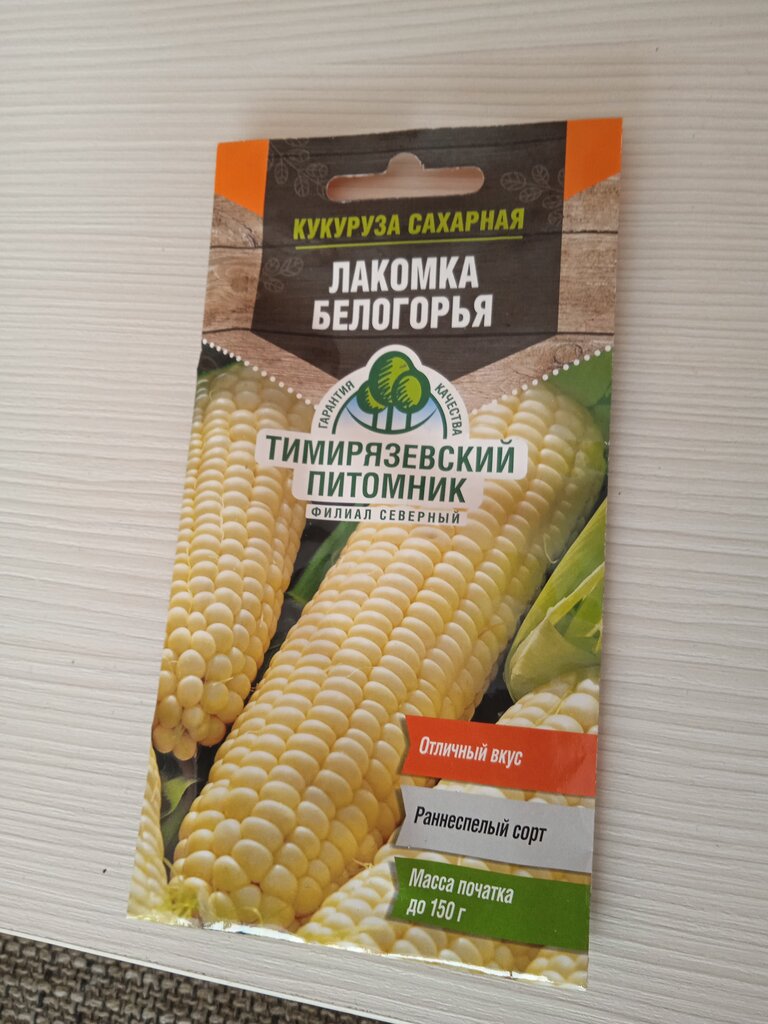 КУКУРУЗА САХАРНАЯ
ЛАКОМКА
БЕЛОГОРЬЯ
ГАРАНТИЯ КАЧЕСТВА
ТИМИРЯЗЕВСКИЙ
ПИТОМНИК
ФИЛИАЛ СЕВЕРНЫЙ
Отличный вкус
Раннеспелый сорт
Масса початка
до 150 г